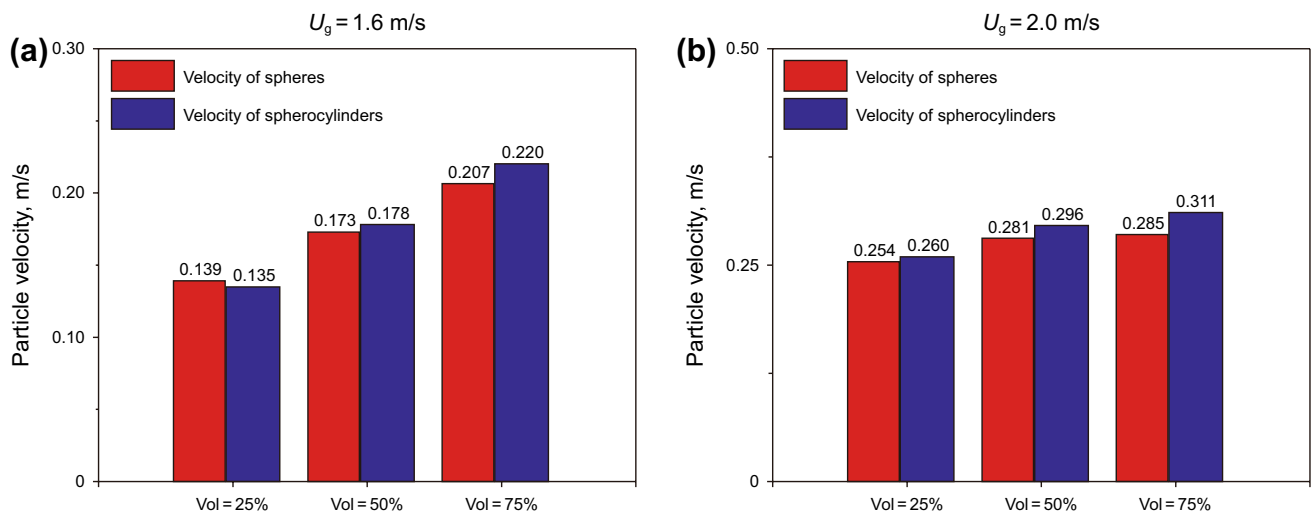 (a)
Ug = 1.6 m/s
Velocity of spheres
Velocity of spherocylinders
Particle velocity, m/s
0.30
0.20
0.10
0
0.139
0.135
0.173
0.178
0.207
0.220
Vol = 25%
Vol = 50%
Vol = 75%
(b)
Ug = 2.0 m/s
Velocity of spheres
Velocity of spherocylinders
Particle velocity, m/s
0.50
0.25
0
0.254
0.260
0.281
0.296
0.285
0.311
Vol = 25%
Vol = 50%
Vol = 75%